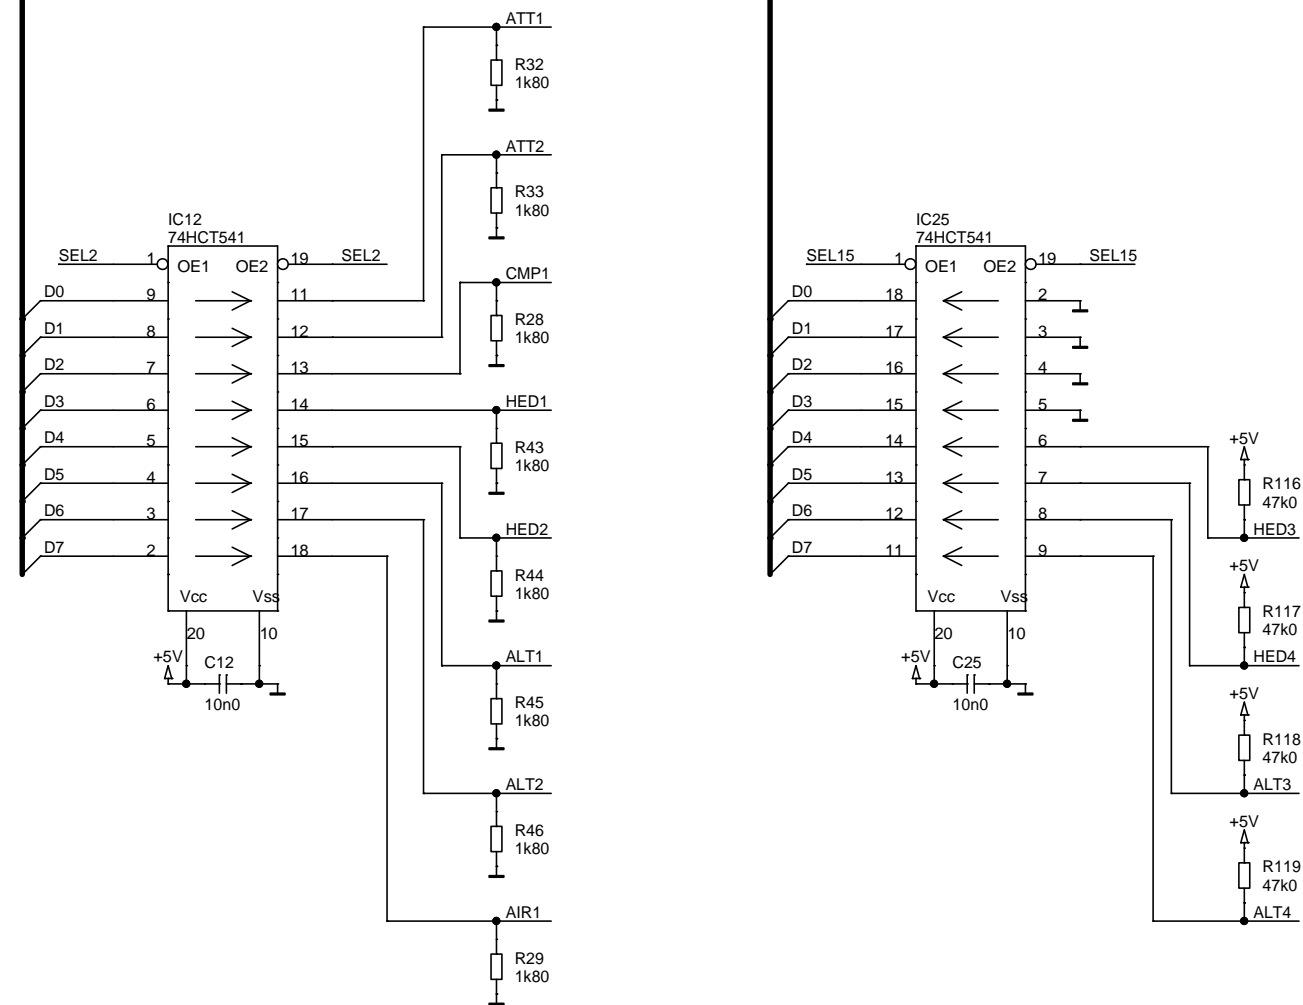 ATT1
R32
1k80
ATT2
R33
1k80
IC12
74HCT541
SEL2 1 OE1 OE2 19 SEL2
CMP1
D0 9 11
R28
1k80
D1 8 12
D2 7 13
D3 6 14 HED1
R43
1k80
D4 5 15
D5 4 16
D6 3 17
HED2
D7 2 18
R44
1k80
Vcc Vss
20 10
+5V C12
10n0
ALT1
R45
1k80
ALT2
R46
1k80
AIR1
R29
1k80
IC25
74HCT541
SEL15 1 OE1 OE2 19 SEL15
D0 18 2
D1 17 3
D2 16 4
D3 15 5
D4 14 6
+5V
D5 13 7
R116
47k0
D6 12 8
HED3
D7 11 9
Vcc Vss
20 10
+5V C25
10n0
+5V
R117
47k0
HED4
+5V
R118
47k0
ALT3
+5V
R119
47k0
ALT4